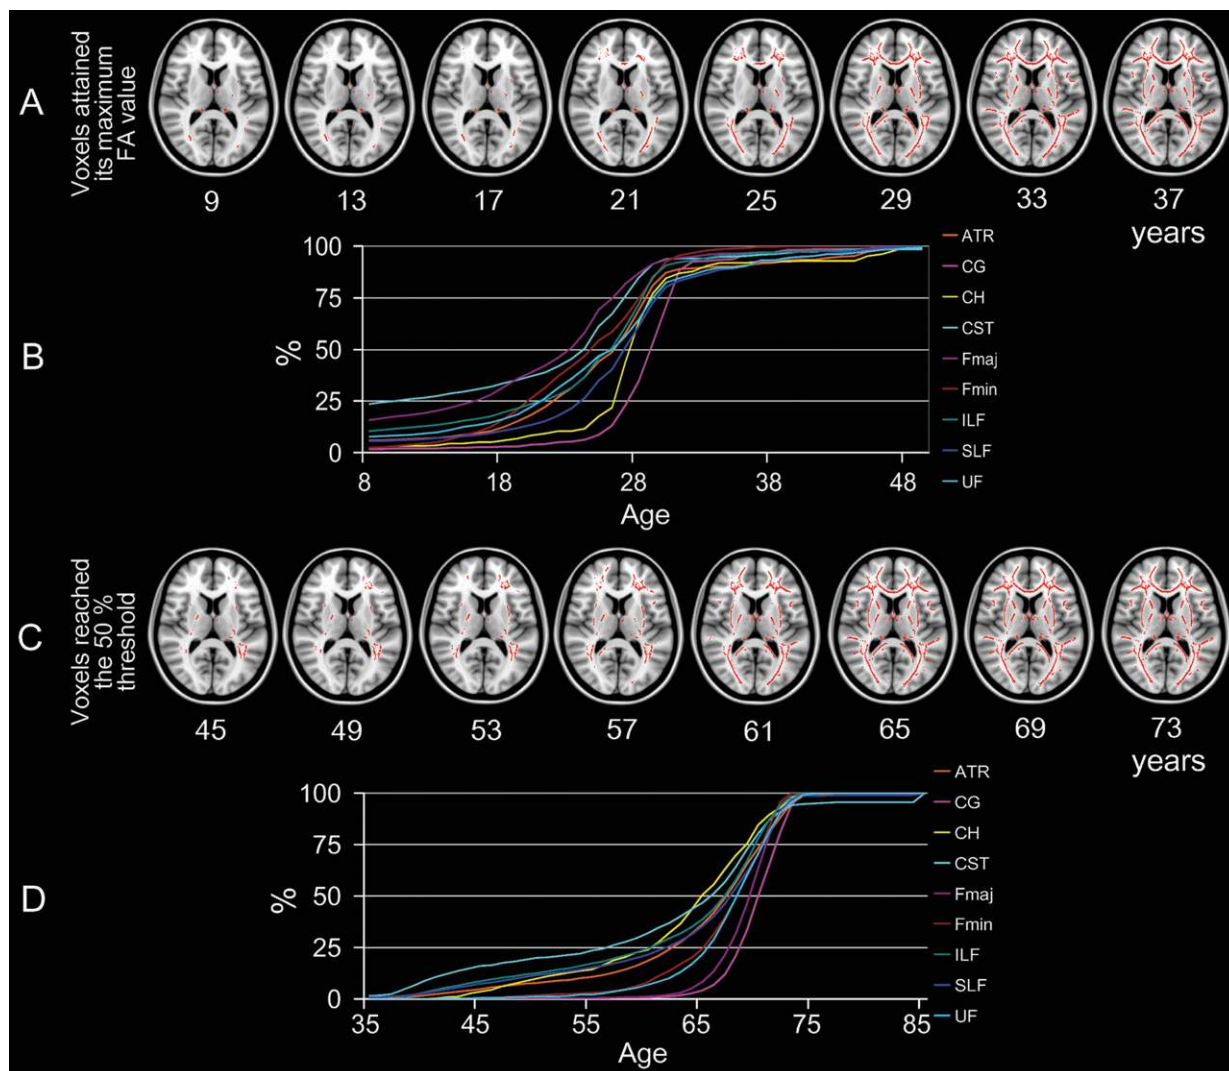 A
Voxels attained
its maximum
FA value
9 13 17 21 25 29 33 37
years
B
%
100
75
50
25
0
8 18 28 38 48
Age
ATR
CG
CH
CST
Fmaj
Fmin
ILF
SLF
UF
C
Voxels reached
the 50 %
threshold
45 49 53 57 61 65 69 73
years
D
%
100
75
50
25
0
35 45 55 65 75 85
Age
ATR
CG
CH
CST
Fmaj
Fmin
ILF
SLF
UF